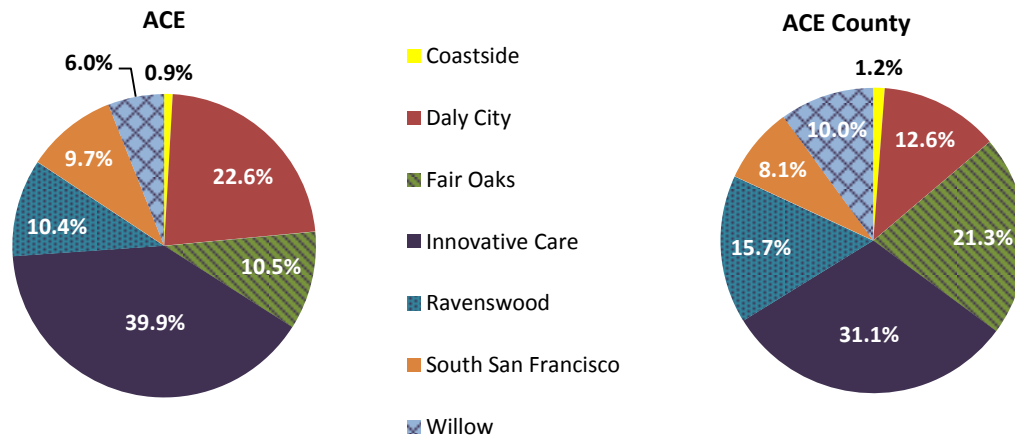 ACE
6.0%
0.9%
22.6%
10.5%
39.9%
10.4%
9.7%
Coastside
Daly City
Fair Oaks
Innovative Care
Ravenswood
South San Francisco
Willow
ACE County
1.2%
12.6%
21.3%
31.1%
15.7%
8.1%
10.0%